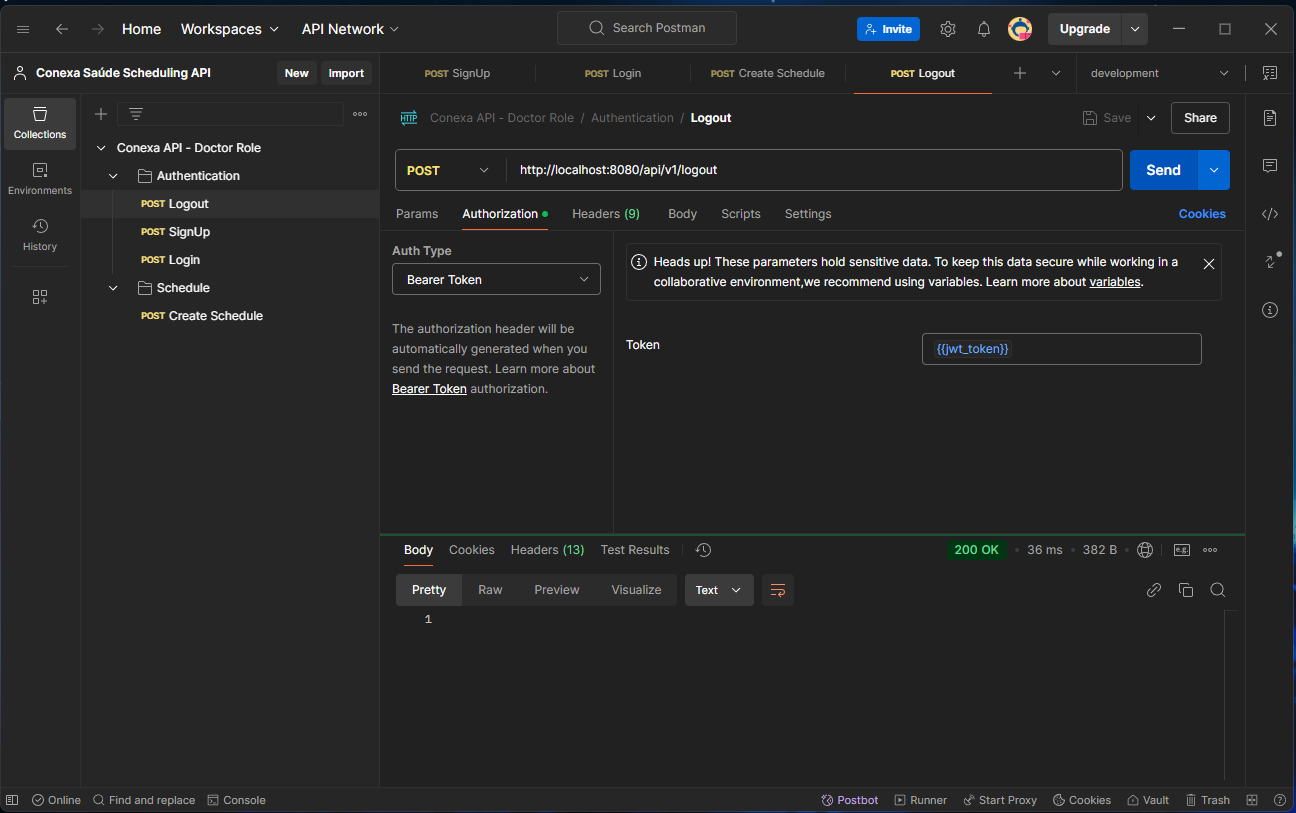 Home Workspaces API Network Search Postman Invite Upgrade
Conexa Saúde Scheduling API New Import POST SignUp POST Login POST Create Schedule POST Logout development
Collections
Environments
History
Conexa API - Doctor Role
Authentication
POST Logout
POST SignUp
POST Login
Schedule
POST Create Schedule
HTTP Conexa API - Doctor Role / Authentication / Logout Save Share
POST http://localhost:8080/api/v1/logout Send
Params Authorization Headers (9) Body Scripts Settings Cookies
Auth Type
Bearer Token
The authorization header will be
automatically generated when you
send the request. Learn more about
Bearer Token authorization.
Heads up! These parameters hold sensitive data. To keep this data secure while working in a
collaborative environment,we recommend using variables. Learn more about variables.
Token {{jwt_token}}
Body Cookies Headers (13) Test Results 200 OK • 36 ms • 382 B • e.g.
Pretty Raw Preview Visualize Text
1
Online Find and replace Console Postbot Runner Start Proxy Cookies Vault Trash